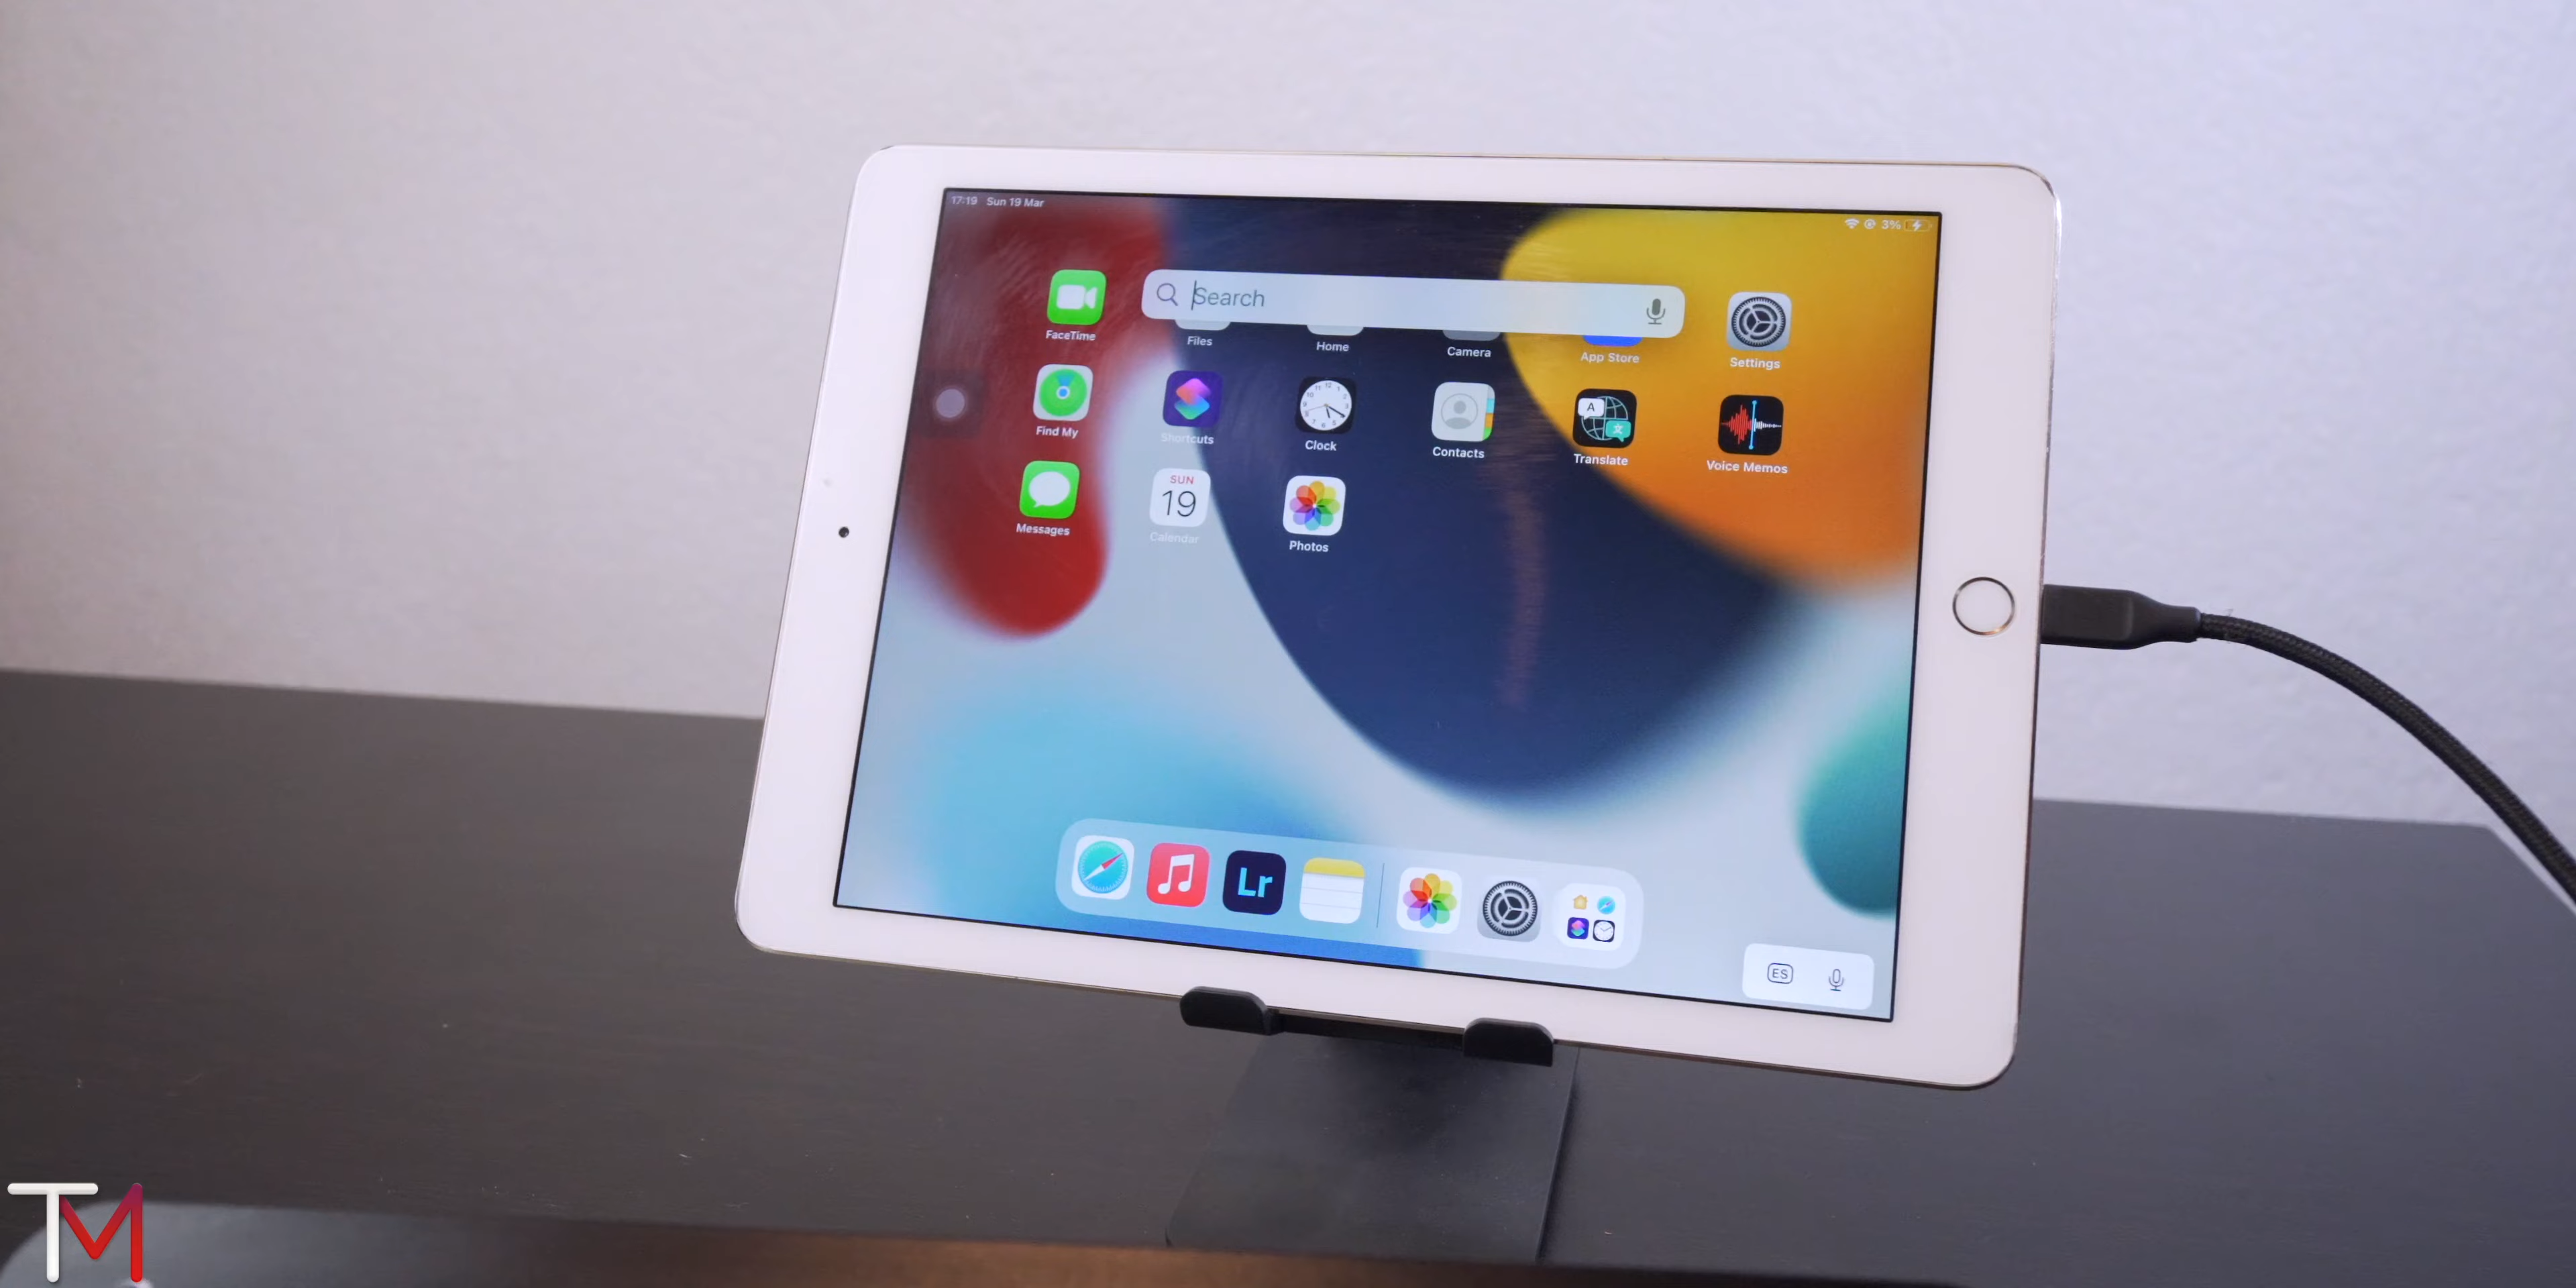 17:19 Sun 19 Mar
3%
Search
FaceTime
Files
Home
Camera
App Store
Settings
Find My
Shortcuts
Clock
Contacts
Translate
Voice Memos
SUN
19
Messages
Calendar
Photos
Lr
ES
TM